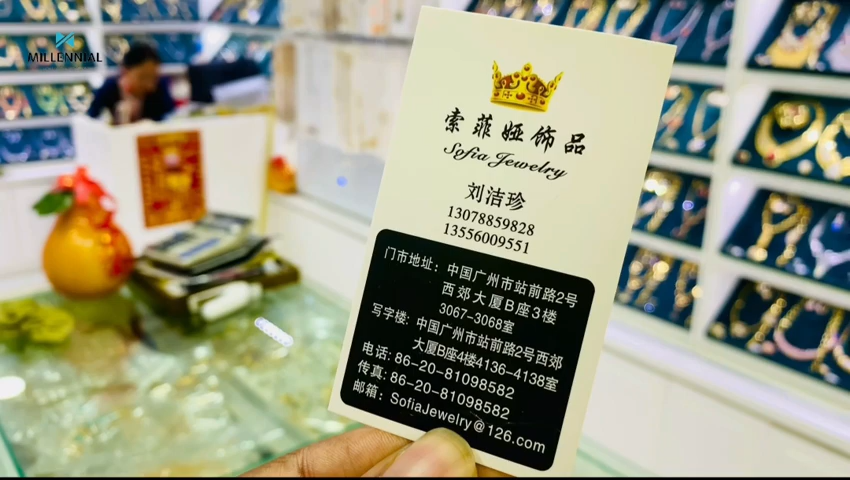 MILLENNIAL
索菲娅饰品
Sofia Jewelry
刘洁珍
13078859828
13556009551
门市地址：中国广州市站前路2号
西郊大厦B座3楼
3067-3068室
写字楼：中国广州市站前路2号西郊
大厦B座4楼4136-4138室
电话：86-20-81098582
传真：86-20-81098582
邮箱：SofiaJewelry@126.com